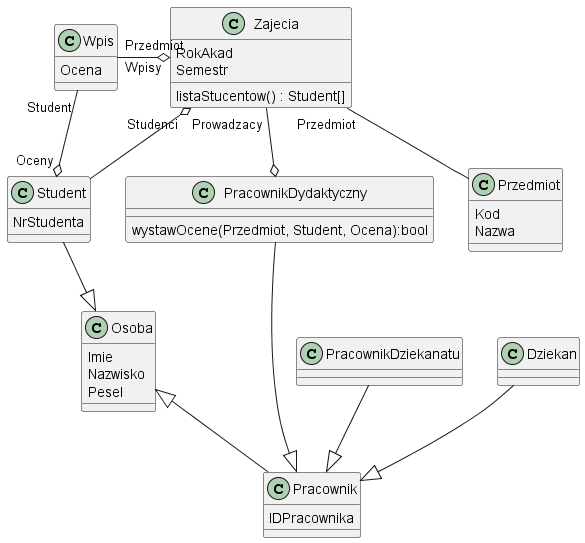 C Wpis
Ocena
Przedmiot
Wpisy
C Zajecia
RokAkad
Semestr
listaStucentow() : Student[]
Student
Oceny
Studenci
Prowadzacy
Przedmiot
C Student
NrStudenta
C PracownikDydaktyczny
wystawOcene(Przedmiot, Student, Ocena):bool
C Przedmiot
Kod
Nazwa
C Osoba
Imie
Nazwisko
Pesel
C PracownikDziekanatu
C Dziekan
C Pracownik
IDPracownika